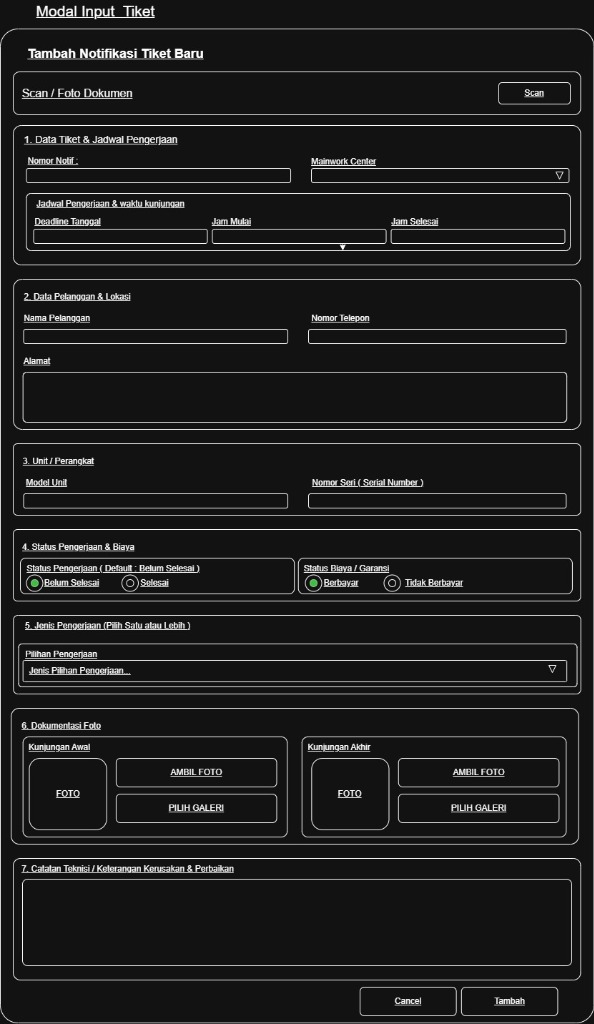 Modal Input Tiket
Tambah Notifikasi Tiket Baru
Scan / Foto Dokumen
Scan
1. Data Tiket & Jadwal Pengerjaan
Nomor Notif :
Mainwork Center
Jadwal Pengerjaan & waktu kunjungan
Deadline Tanggal
Jam Mulai
Jam Selesai
2. Data Pelanggan & Lokasi
Nama Pelanggan
Nomor Telepon
Alamat
3. Unit / Perangkat
Model Unit
Nomor Seri ( Serial Number )
4. Status Pengerjaan & Biaya
Status Pengerjaan ( Default : Belum Selesai )
Belum Selesai
Selesai
Status Biaya / Garansi
Berbayar
Tidak Berbayar
5. Jenis Pengerjaan (Pilih Satu atau Lebih )
Pilihan Pengerjaan
Jenis Pilihan Pengerjaan...
6. Dokumentasi Foto
Kunjungan Awal
FOTO
AMBIL FOTO
PILIH GALERI
Kunjungan Akhir
FOTO
AMBIL FOTO
PILIH GALERI
7. Catatan Teknisi / Keterangan Kerusakan & Perbaikan
Cancel
Tambah